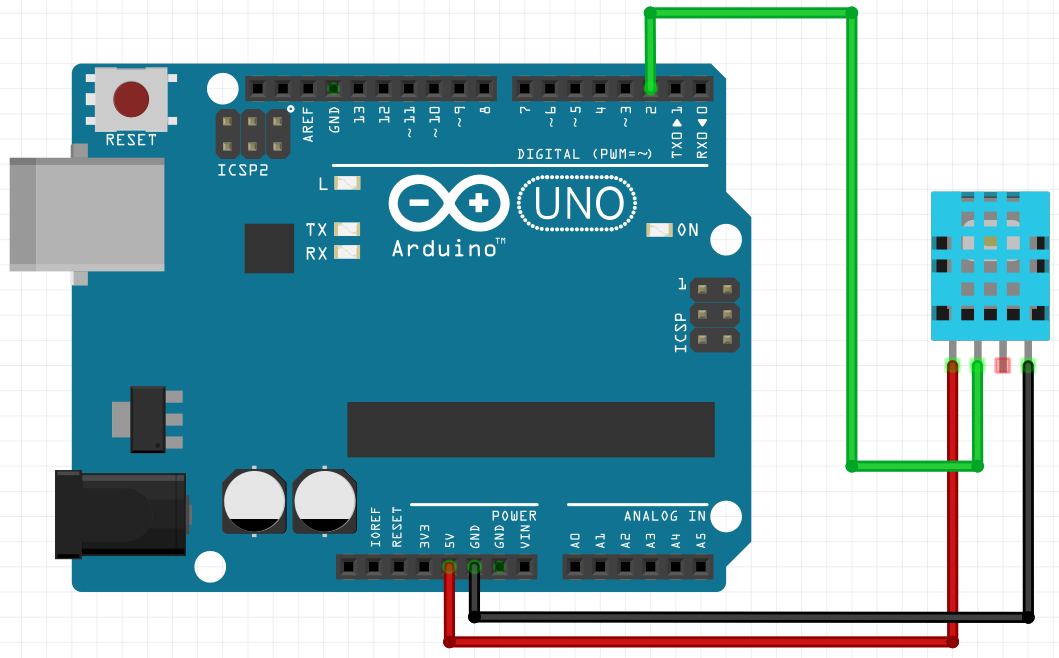 RESET
ICSP2
AREF
GND
13
12
~11
~10
~9
8
7
~6
~5
4
~3
2
TX0▶1
RX0◀0
DIGITAL (PWM=~)
L
TX
RX
Arduino™
UNO
ON
1
ICSP
POWER
ANALOG IN
IOREF
RESET
3V3
5V
GND
GND
VIN
A0
A1
A2
A3
A4
A5